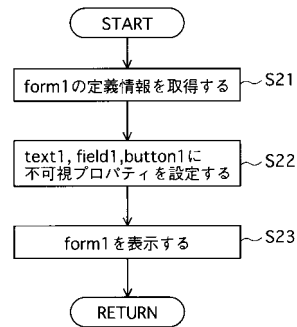 START
form1の定義情報を取得する
S21
text1, field1,button1に
不可視プロパティを設定する
S22
form1を表示する
S23
RETURN